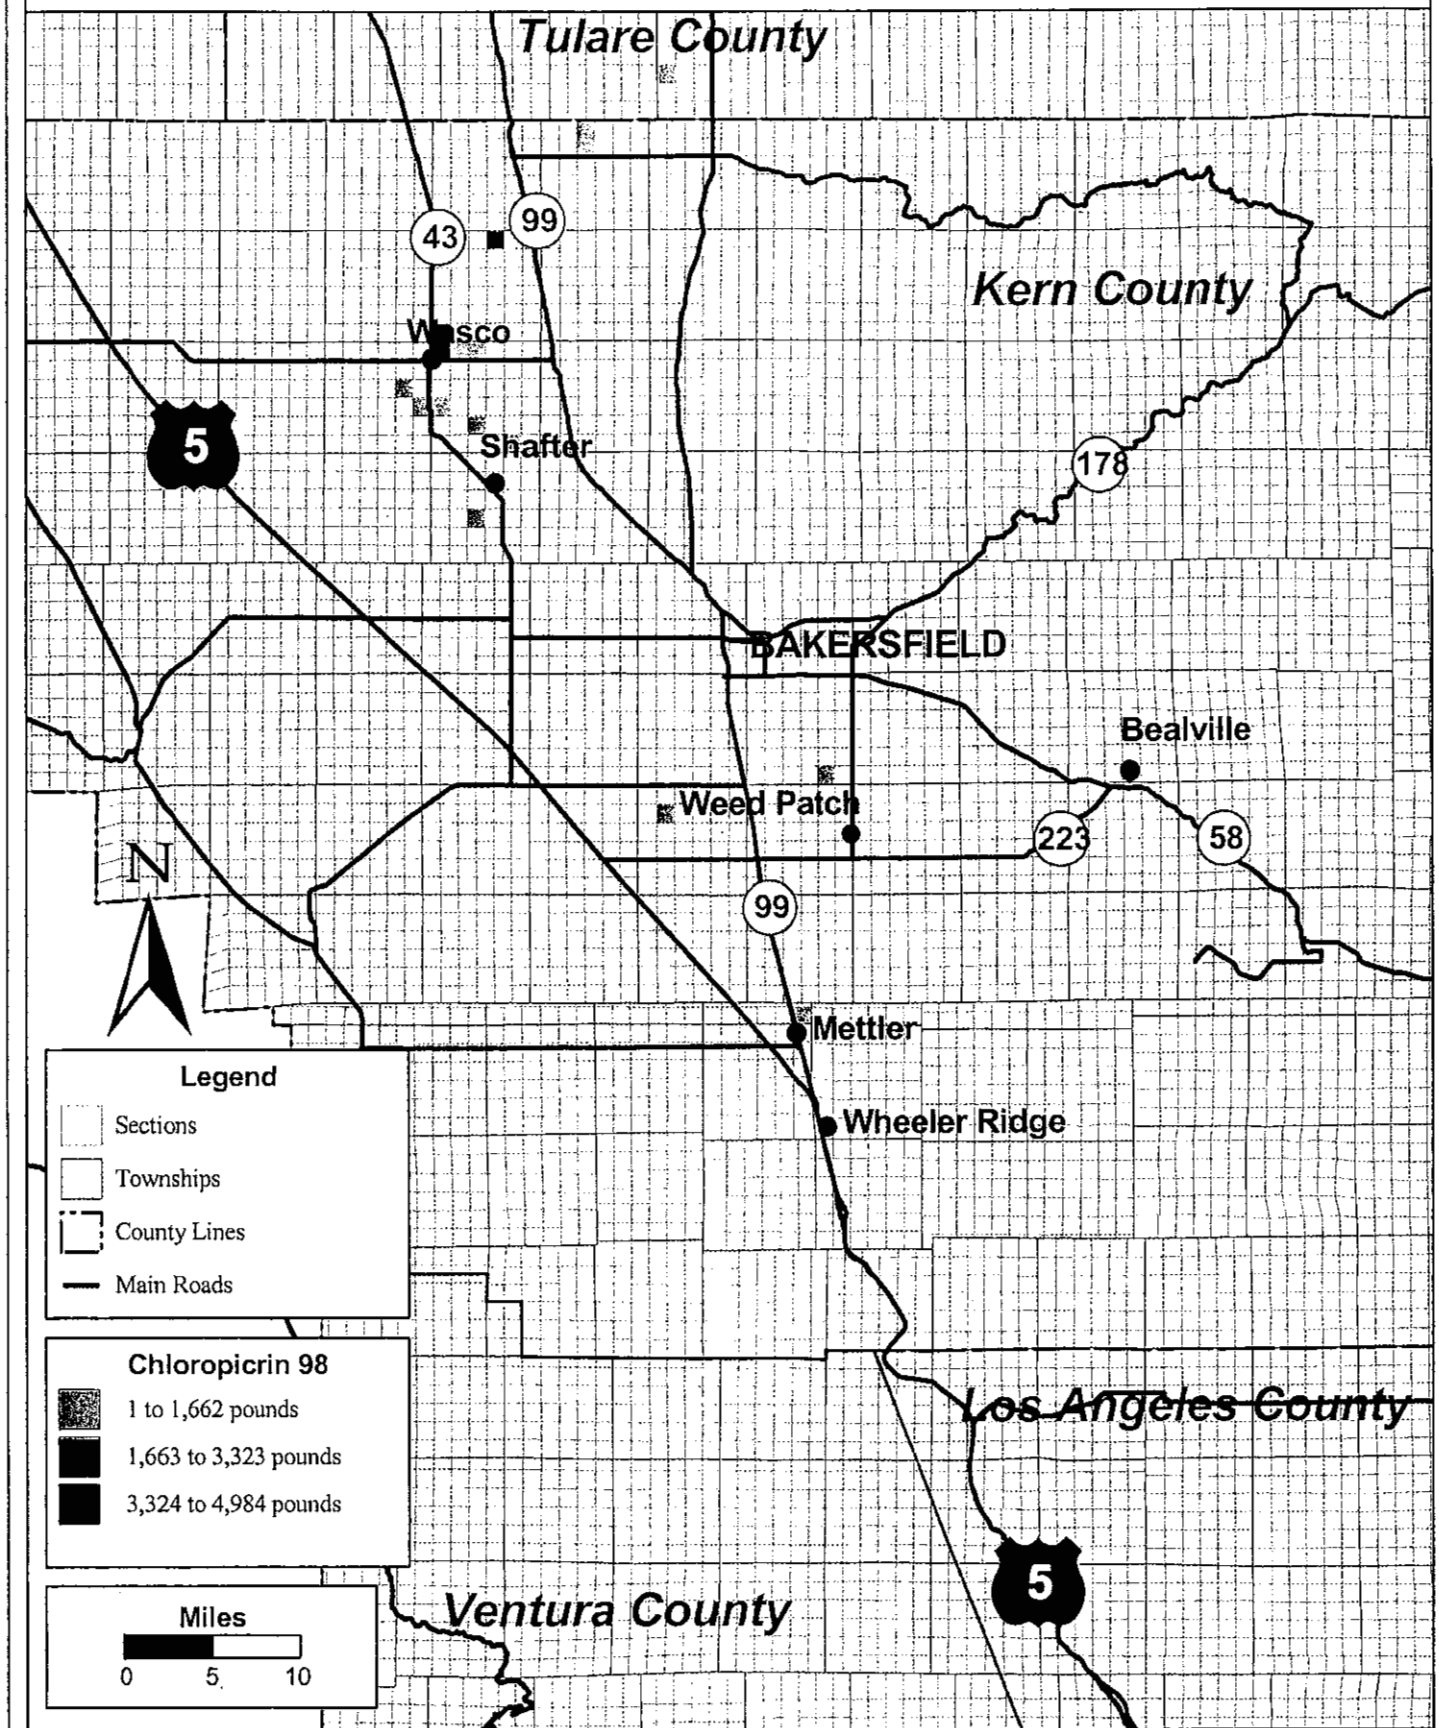 Tulare County
99
43
Kern County
Wasco
5
Shafter
178
BAKERSFIELD
Bealville
Weed Patch
223
58
N
99
Mettler
Legend
Sections
Townships
County Lines
Main Roads
Wheeler Ridge
Chloropicrin 98
1 to 1,662 pounds
1,663 to 3,323 pounds
3,324 to 4,984 pounds
Los Angeles County
5
Ventura County
Miles
0 5 10